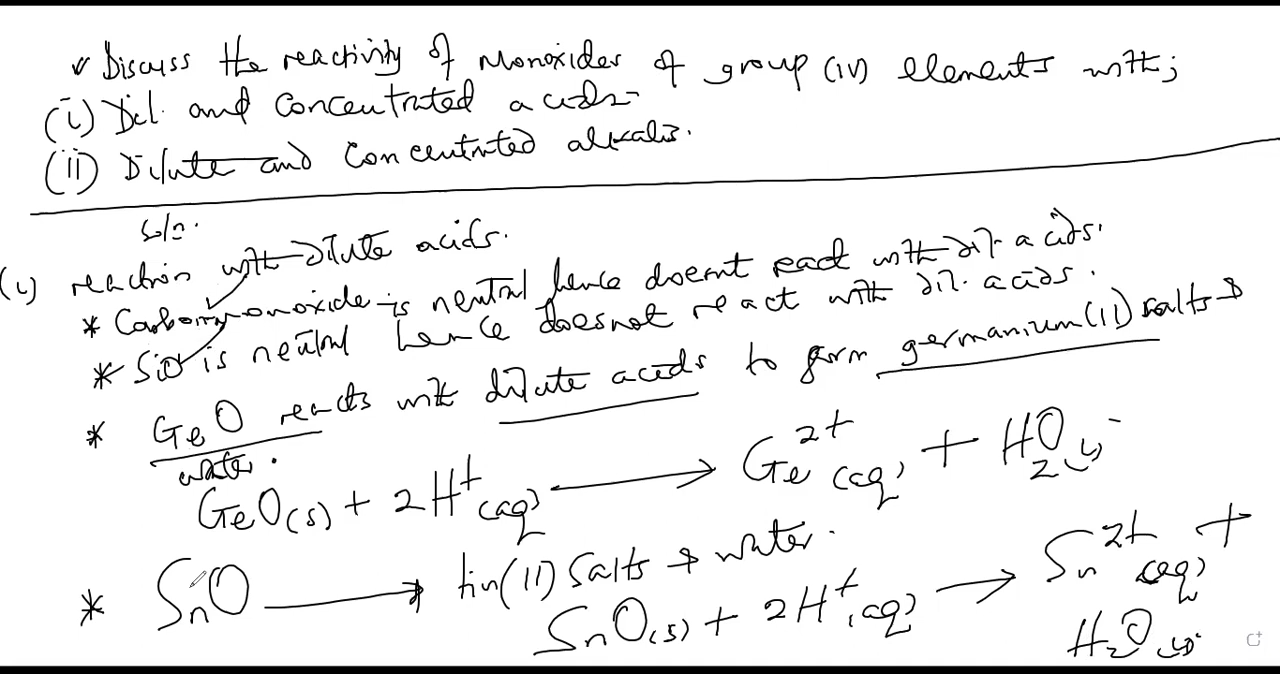 ✓ Discuss the reactivity of Monoxides of group (iv) elements with;
(i) Dil. and Concentrated acids-
(ii) Dilute and Concentrated alkalis.
S/n.
(i) reaction with dilute acids.
* Carbonmonoxide is neutral hence doesn't react with dil. acids.
* SiO is neutral hence doesnot react with dil. acids.
* GeO reacts with dilute acids to form germanium(II) salts &
water.
GeO(s) + 2H⁺(aq) ⟶ Ge²⁺(aq) + H₂O(l)
* SnO ⟶ tin(II) Salts & water.
SnO(s) + 2H⁺(aq) ⟶ Sn²⁺(aq) +
H₂O(l).